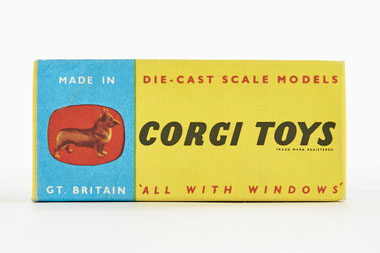 MADE IN
GT. BRITAIN
DIE-CAST SCALE MODELS
CORGI TOYS
TRADE MARK REGISTERED
'ALL WITH WINDOWS'